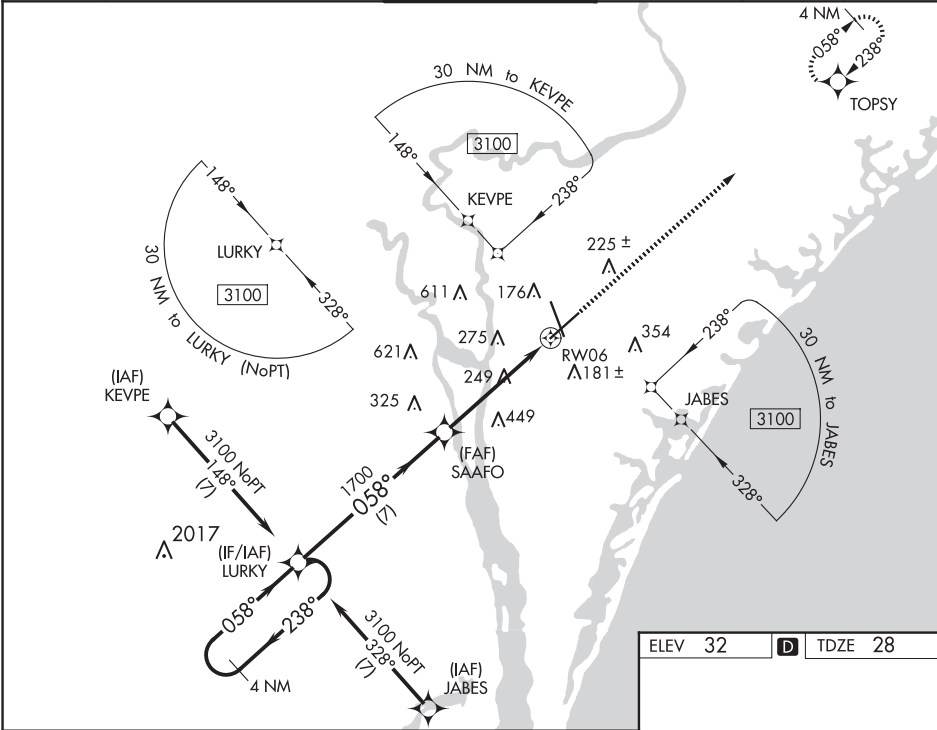 4 NM
058°
238°
TOPSY
30 NM to KEVPE
3100
148°
238°
KEVPE
148°
LURKY
3100
328°
30 NM to LURKY (NoPT)
225 ±
611
176
275
621
249
325
449
RW06
181 ±
354
238°
JABES
3100
328°
30 NM to JABES
(IAF)
KEVPE
3100 NoPT
148°
(7)
(FAF)
SAAFO
1700
058°
(7)
2017
(IF/IAF)
LURKY
058°
238°
4 NM
3100 NoPT
328°
(7)
(IAF)
JABES
ELEV 32 D TDZE 28